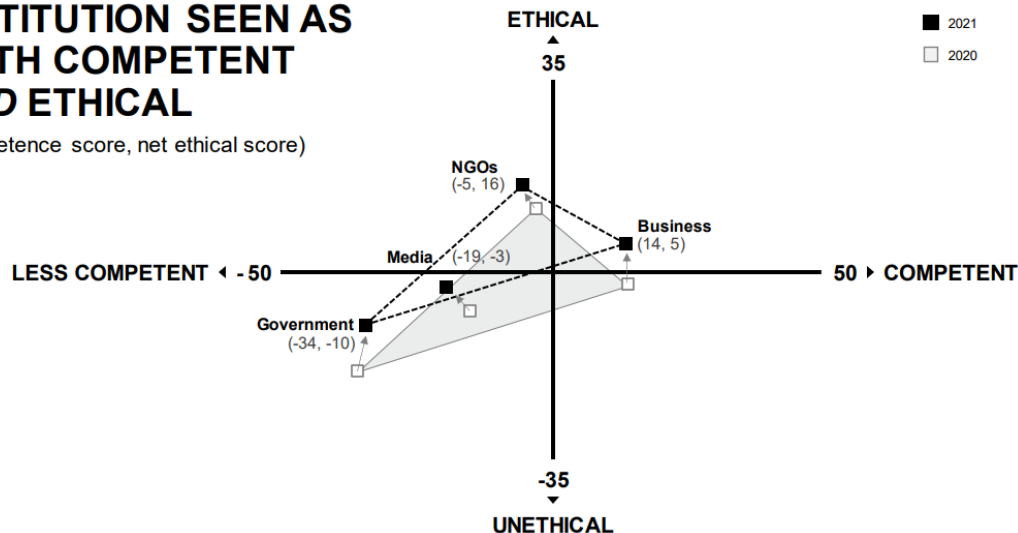 TITUTION SEEN AS
TH COMPETENT
D ETHICAL
etence score, net ethical score)
ETHICAL
35
2021
2020
NGOs
(-5, 16)
Business
(14, 5)
Media
(-19, -3)
LESS COMPETENT
- 50
50
COMPETENT
Government
(-34, -10)
-35
UNETHICAL